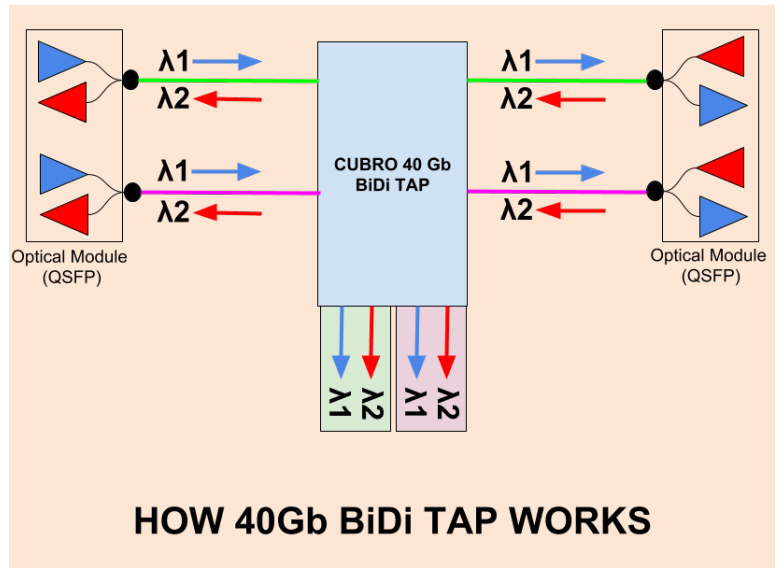 λ1
λ2
λ1
λ2
CUBRO 40 Gb
BiDi TAP
λ1
λ2
λ1
λ2
Optical Module
(QSFP)
Optical Module
(QSFP)
λ1
λ2
λ1
λ2
HOW 40Gb BiDi TAP WORKS